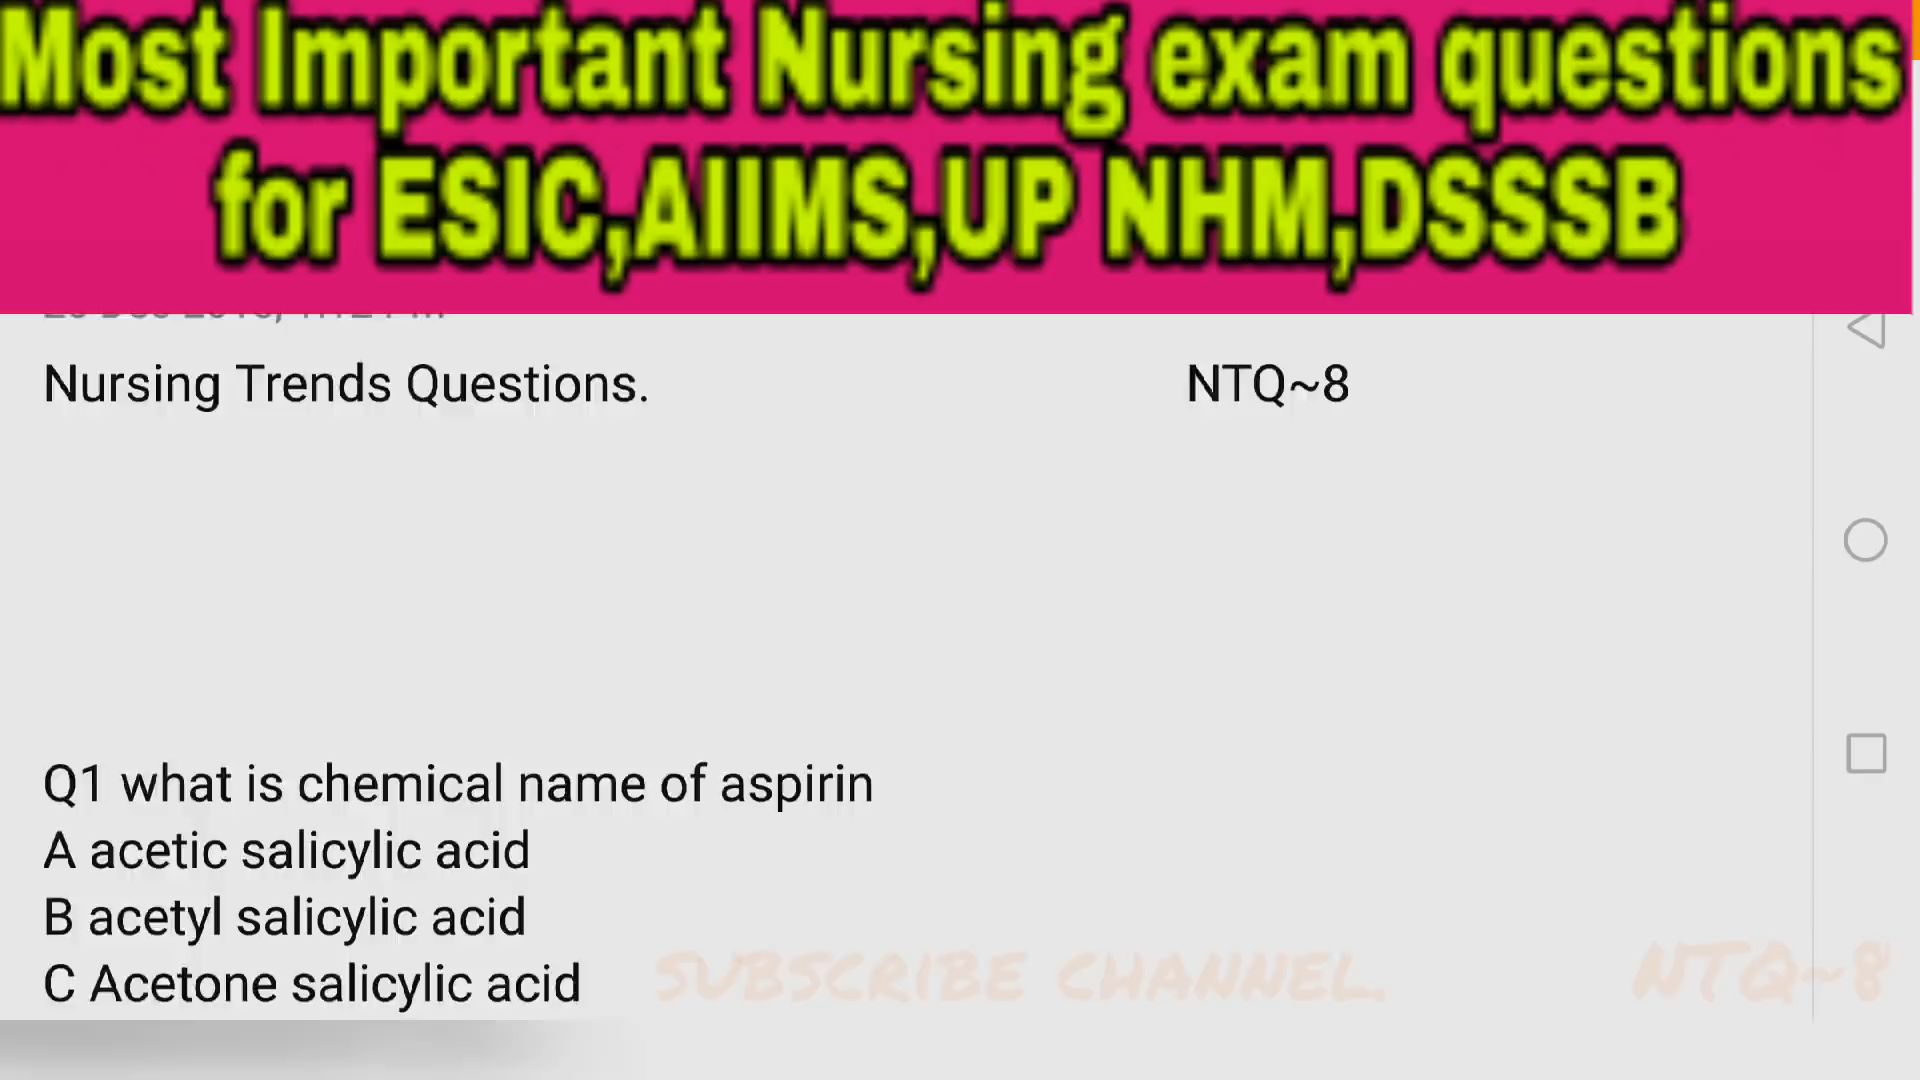 Most Important Nursing exam questions
for ESIC,AIIMS,UP NHM,DSSSB
Nursing Trends Questions. NTQ~8
Q1 what is chemical name of aspirin
A acetic salicylic acid
B acetyl salicylic acid
C Acetone salicylic acid
SUBSCRIBE CHANNEL. NTQ~8